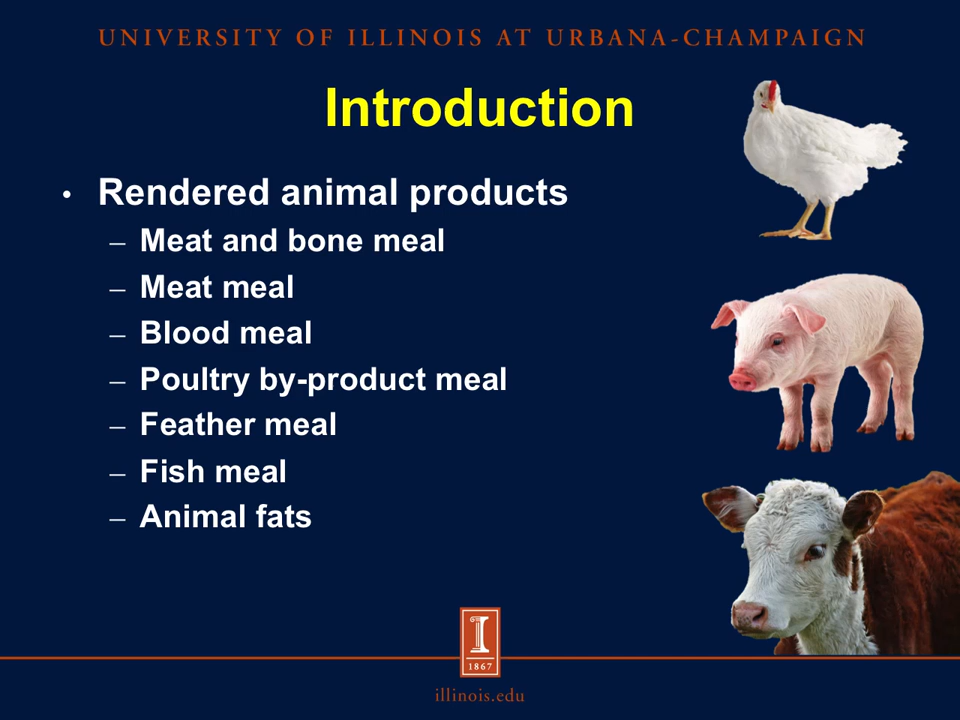 UNIVERSITY OF ILLINOIS AT URBANA-CHAMPAIGN
Introduction
• Rendered animal products
– Meat and bone meal
– Meat meal
– Blood meal
– Poultry by-product meal
– Feather meal
– Fish meal
– Animal fats
I
1867
illinois.edu